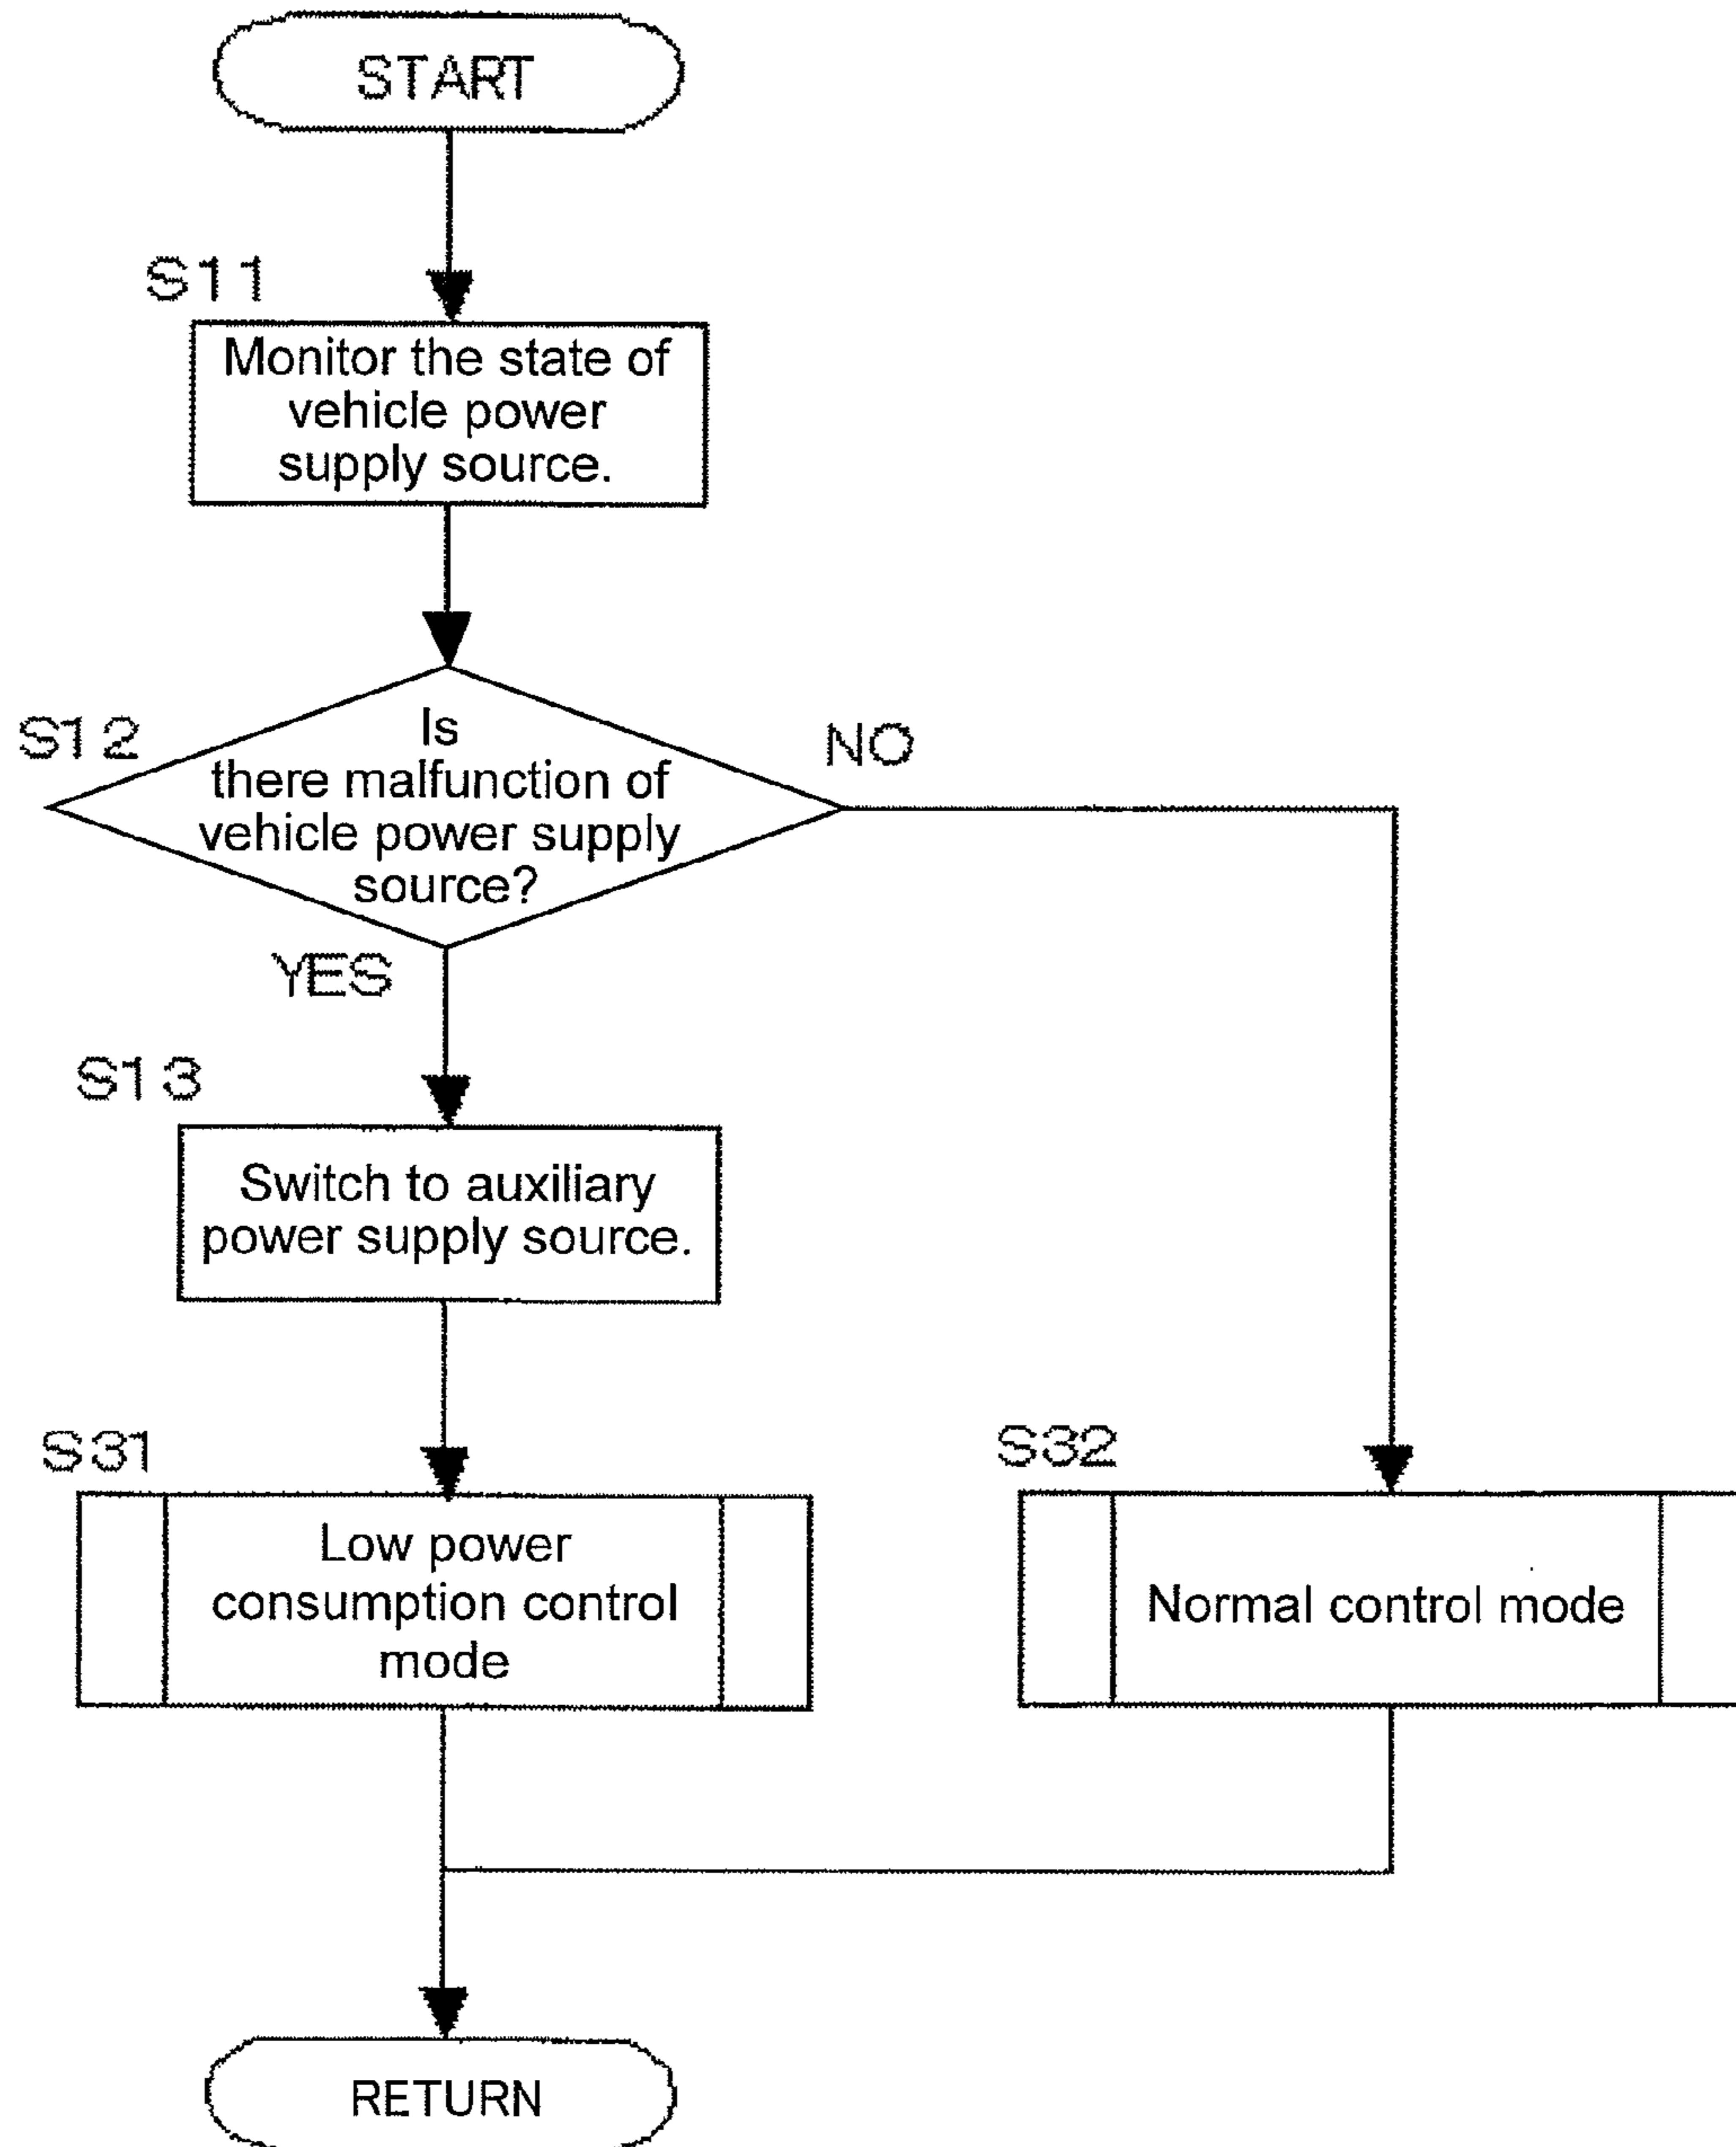 START
S11
Monitor the state of
vehicle power
supply source.
S12
Is
there malfunction of
vehicle power supply
source?
NO
YES
S13
Switch to auxiliary
power supply source.
S31
Low power
consumption control
mode
S32
Normal control mode
RETURN